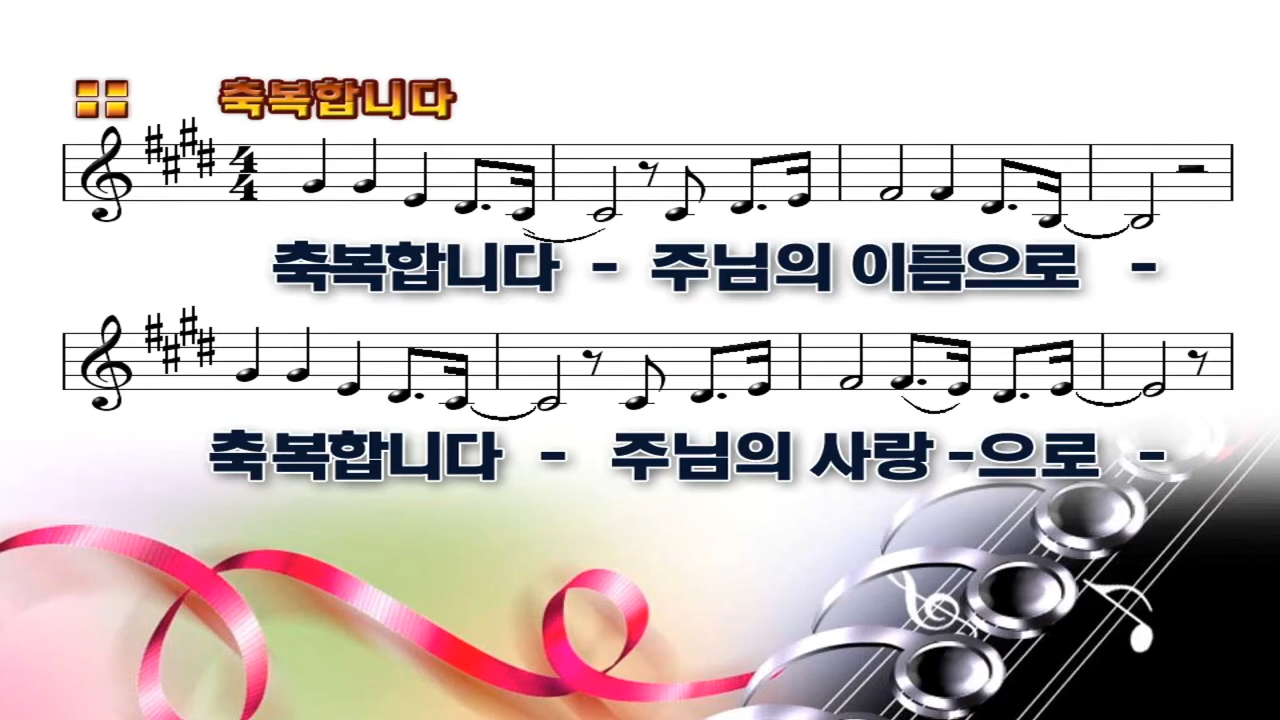 축복합니다
축복합니다 - 주님의 이름으로 -
축복합니다 - 주님의 사랑 -으로 -